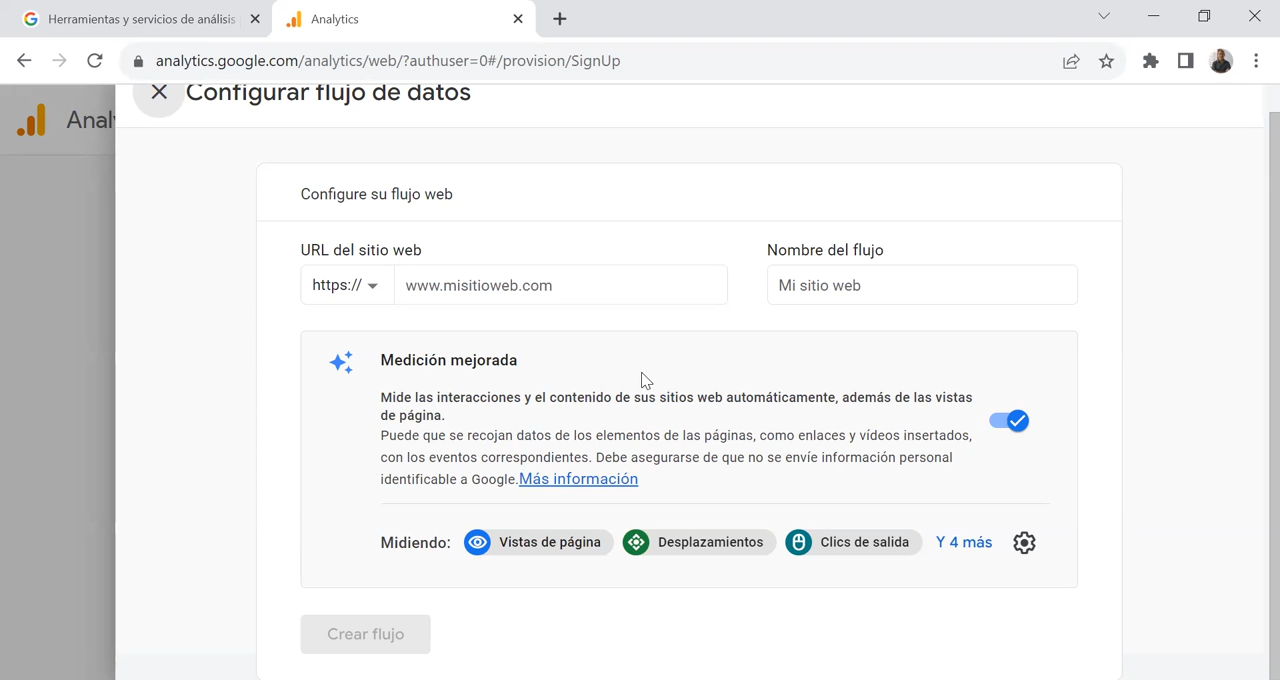 Herramientas y servicios de análisis
Analytics
analytics.google.com/analytics/web/?authuser=0#/provision/SignUp
Configurar flujo de datos
Configure su flujo web
URL del sitio web
Nombre del flujo
https://
www.misitioweb.com
Mi sitio web
Medición mejorada
Mide las interacciones y el contenido de sus sitios web automáticamente, además de las vistas
de página.
Puede que se recojan datos de los elementos de las páginas, como enlaces y vídeos insertados,
con los eventos correspondientes. Debe asegurarse de que no se envíe información personal
identificable a Google.Más información
Midiendo: Vistas de página Desplazamientos Clics de salida Y 4 más
Crear flujo